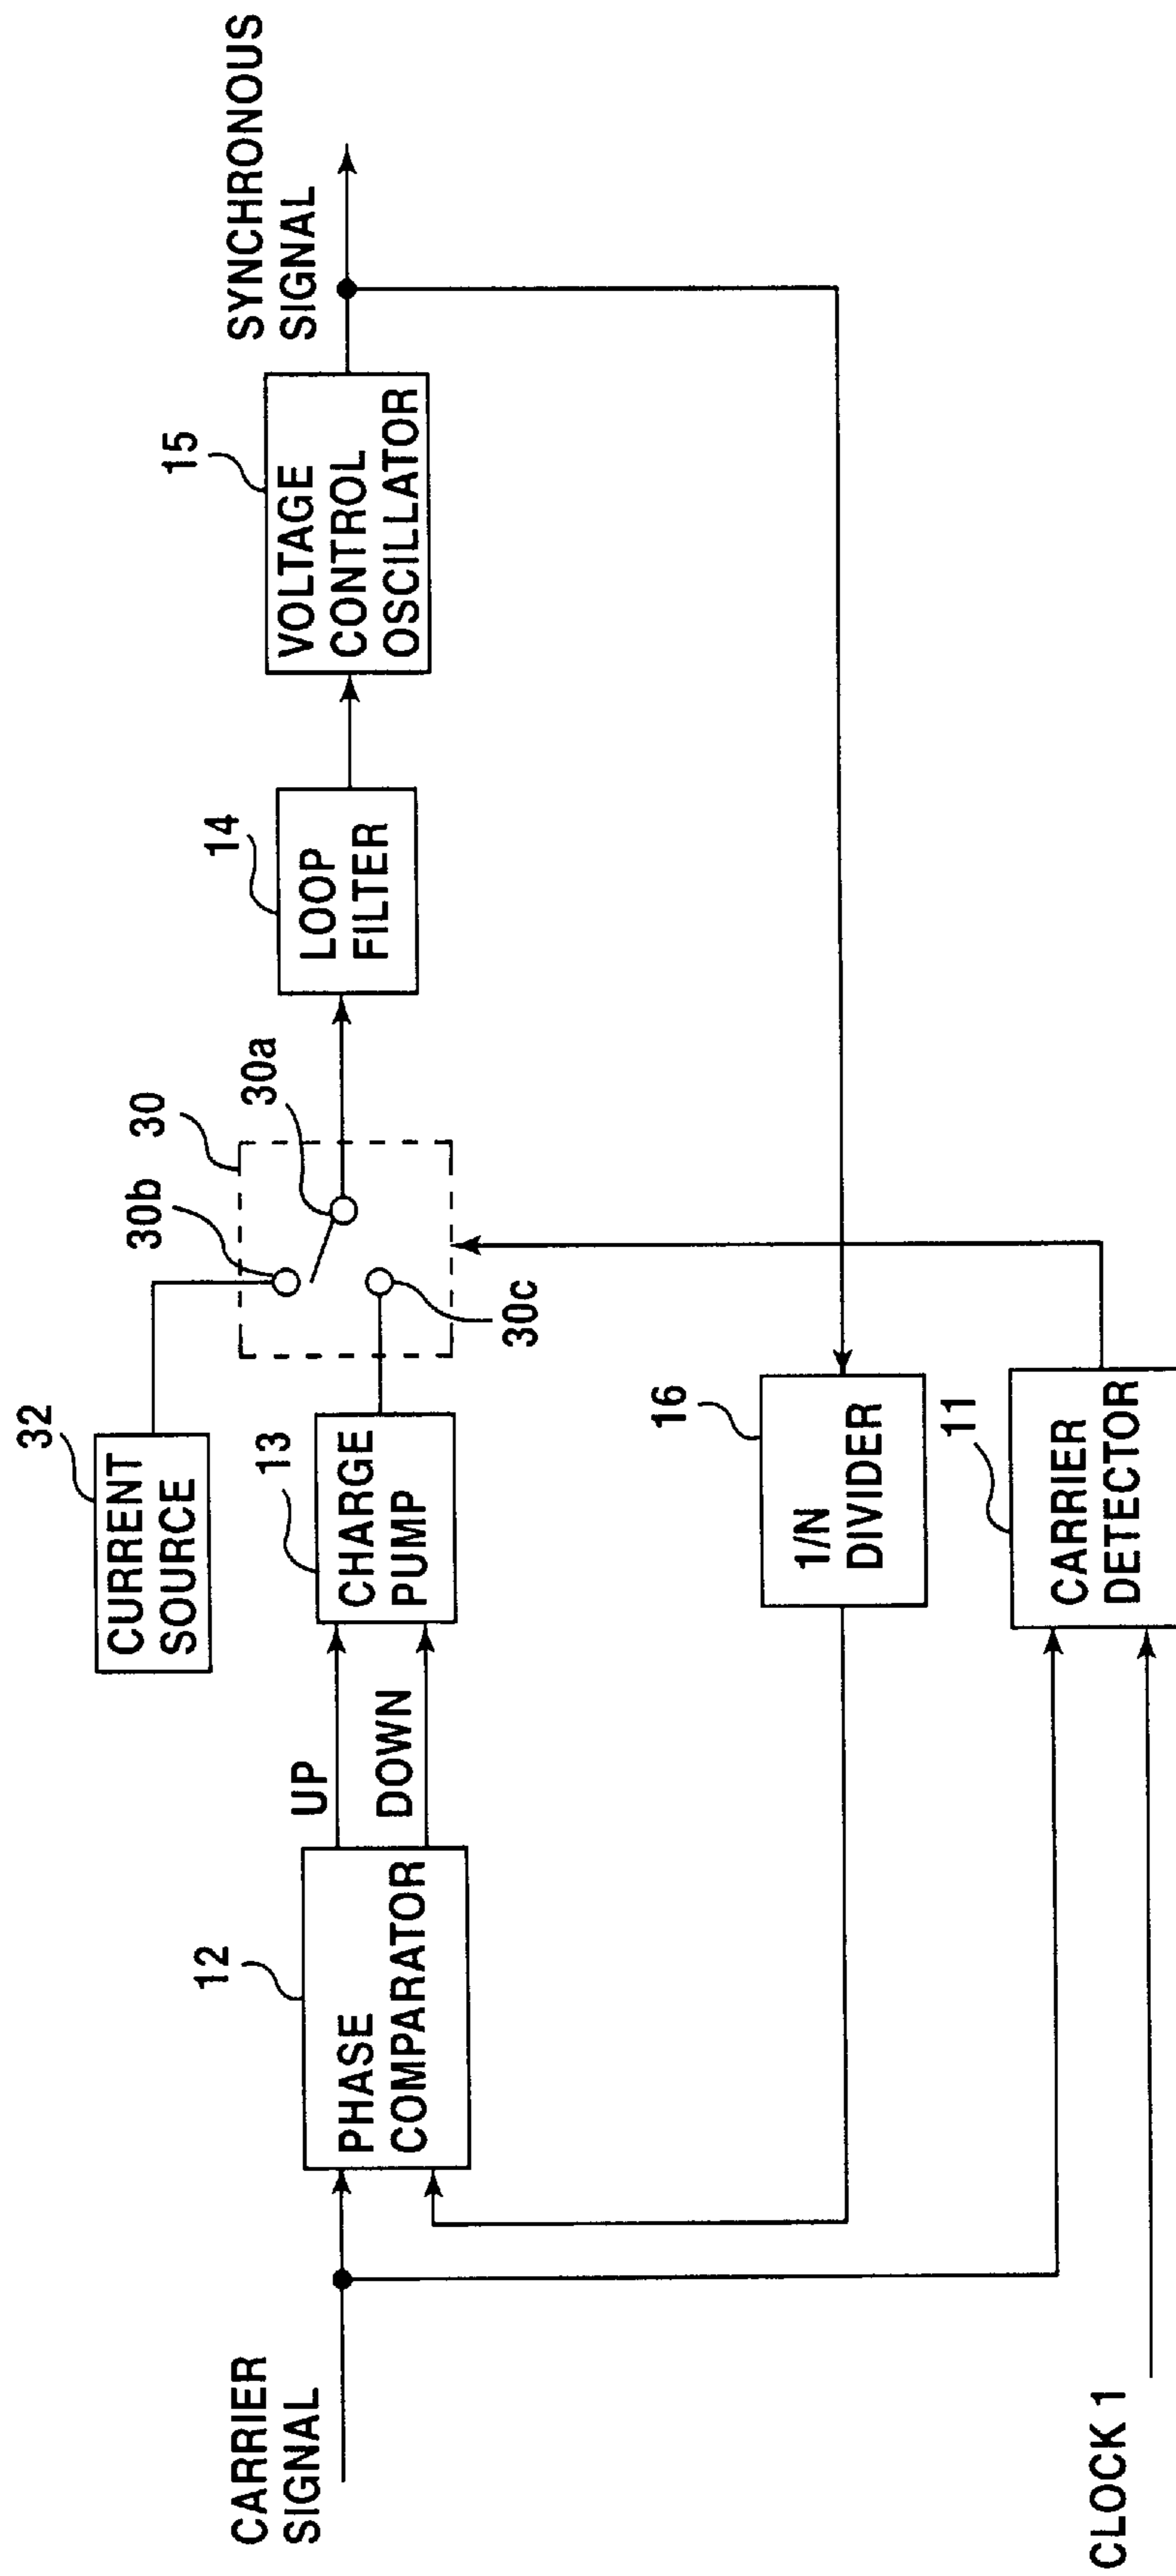 CURRENT
SOURCE
32
30b
30
30a
30c
CARRIER
SIGNAL
12
PHASE
COMPARATOR
UP
DOWN
13
CHARGE
PUMP
14
LOOP
FILTER
15
VOLTAGE
CONTROL
OSCILLATOR
SYNCHRONOUS
SIGNAL
16
1/N
DIVIDER
11
CARRIER
DETECTOR
CLOCK 1